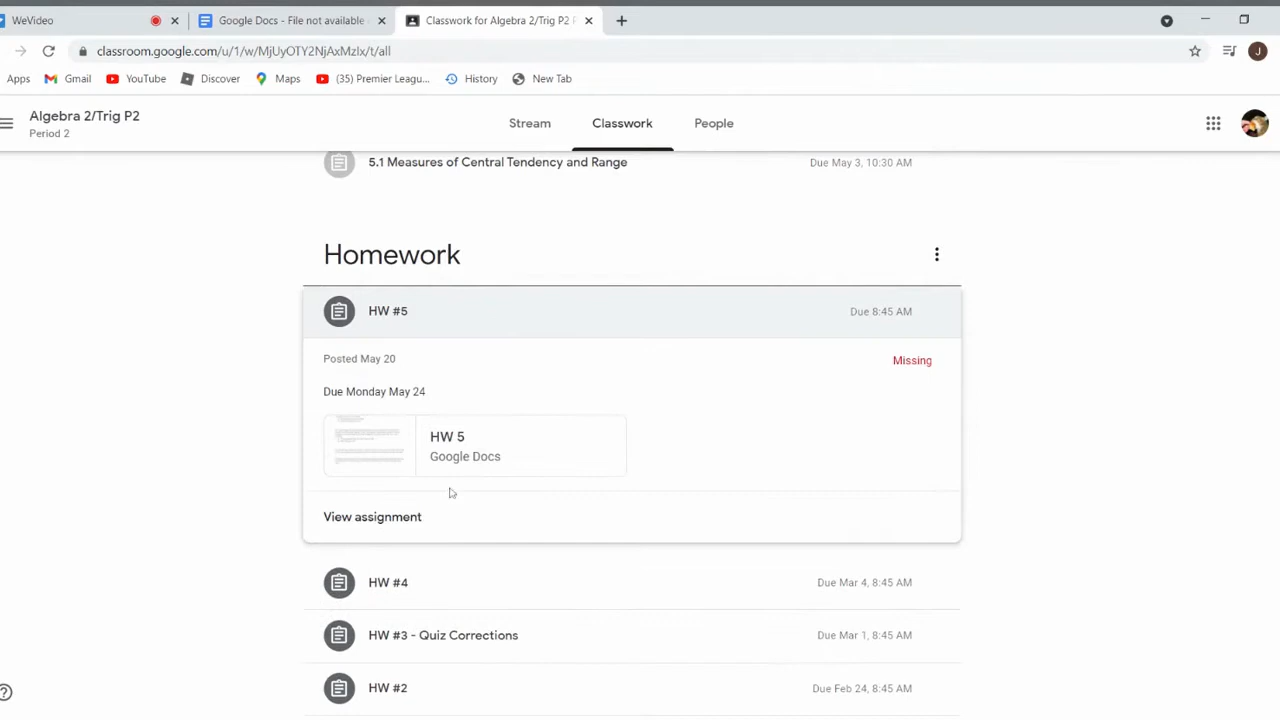 WeVideo
Google Docs - File not available
Classwork for Algebra 2/Trig P2
classroom.google.com/u/1/w/MjUyOTY2NjAxMzIx/t/all
J
Apps
Gmail
YouTube
Discover
Maps
(35) Premier Leagu...
History
New Tab
Algebra 2/Trig P2
Period 2
Stream
Classwork
People
5.1 Measures of Central Tendency and Range
Due May 3, 10:30 AM
Homework
HW #5
Due 8:45 AM
Posted May 20
Missing
Due Monday May 24
HW 5
Google Docs
View assignment
HW #4
Due Mar 4, 8:45 AM
HW #3 - Quiz Corrections
Due Mar 1, 8:45 AM
HW #2
Due Feb 24, 8:45 AM